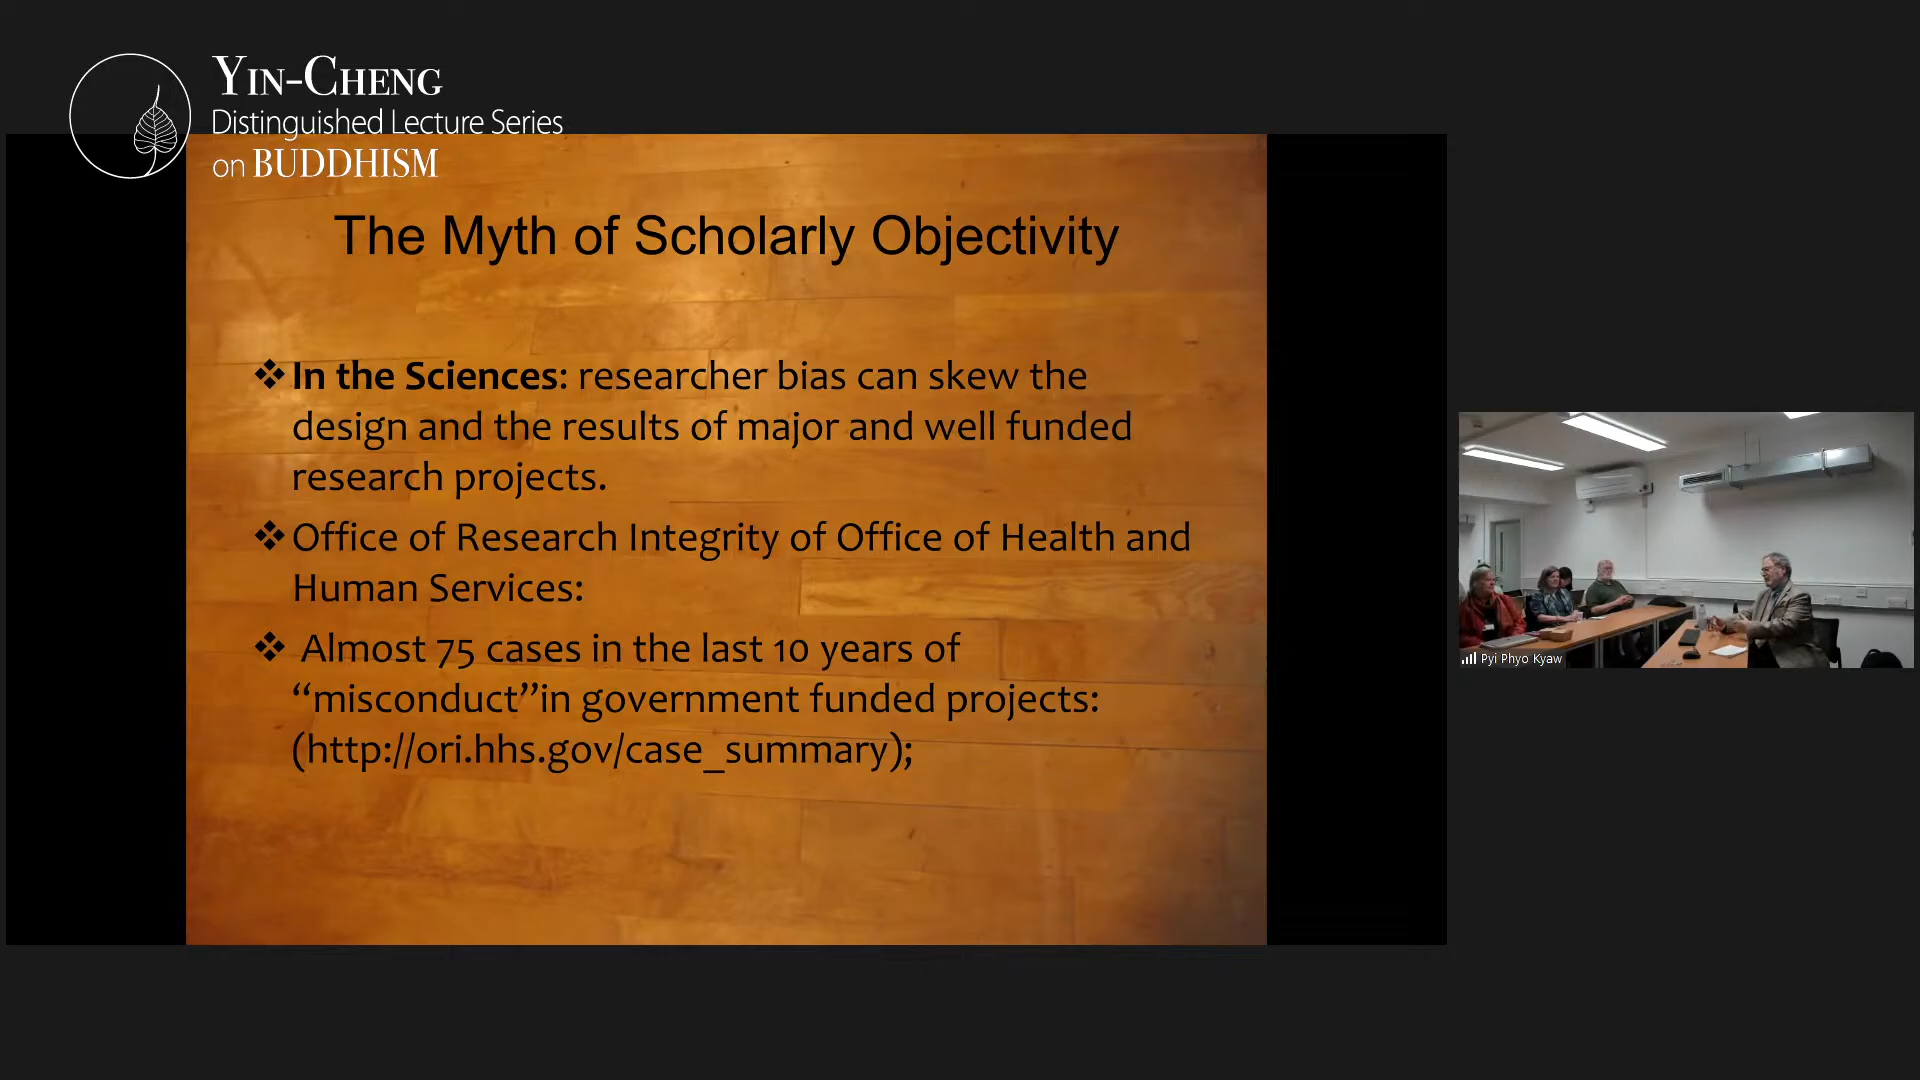 YIN-CHENG
Distinguished Lecture Series
on BUDDHISM
The Myth of Scholarly Objectivity
❖In the Sciences: researcher bias can skew the
design and the results of major and well funded
research projects.
❖Office of Research Integrity of Office of Health and
Human Services:
❖ Almost 75 cases in the last 10 years of
“misconduct”in government funded projects:
(http://ori.hhs.gov/case_summary);
Pyi Phyo Kyaw